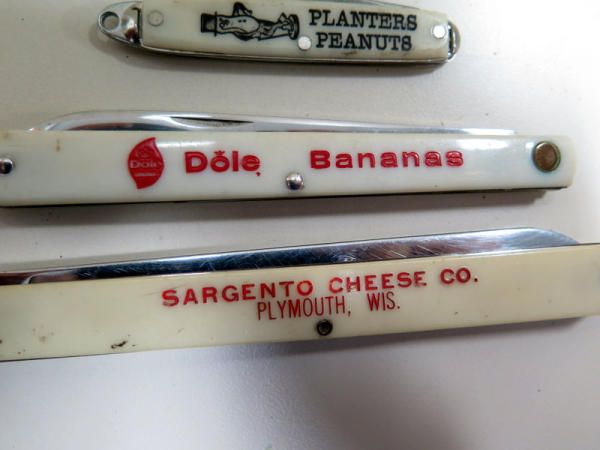 PLANTERS
PEANUTS
Dole
Dole Bananas
SARGENTO CHEESE CO.
PLYMOUTH, WIS.